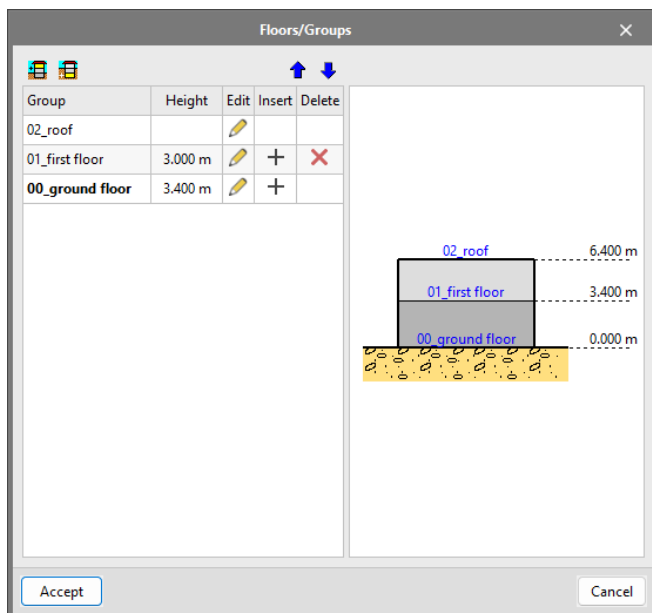 Floors/Groups
Group Height Edit Insert Delete
02_roof
01_first floor 3.000 m
00_ground floor 3.400 m
02_roof 6.400 m
01_first floor 3.400 m
00_ground floor 0.000 m
Accept Cancel